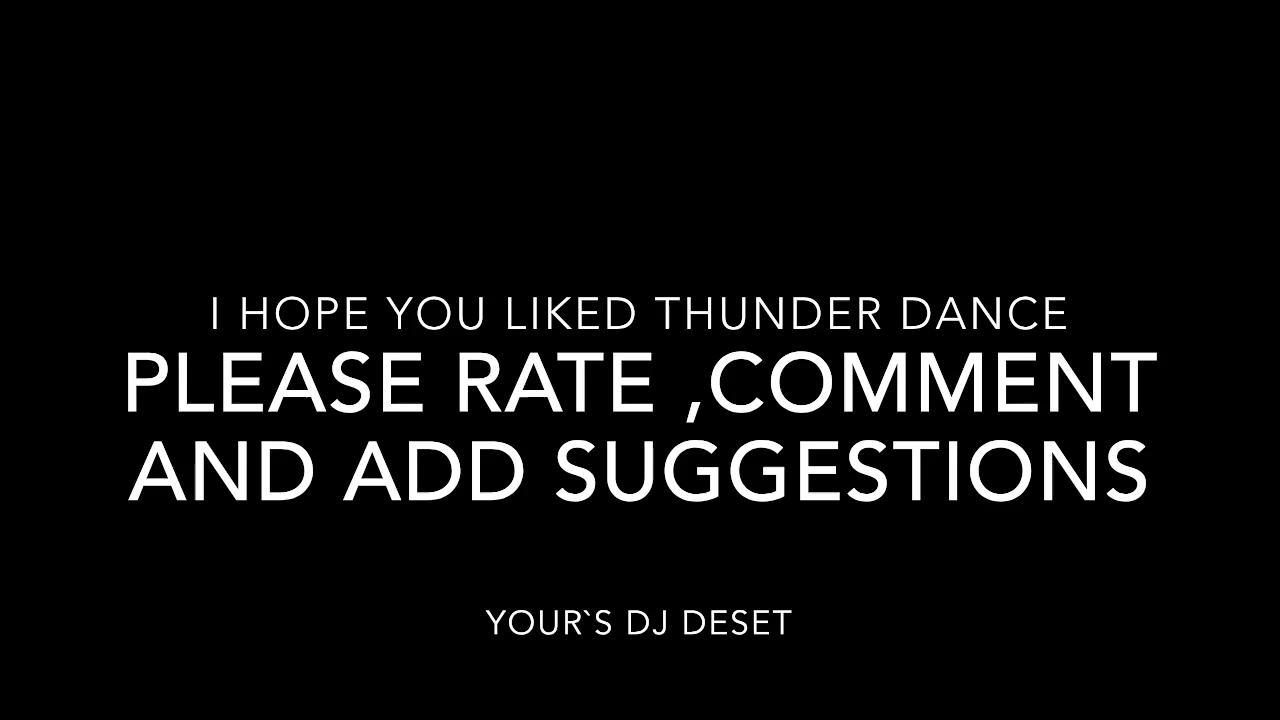 I HOPE YOU LIKED THUNDER DANCE
PLEASE RATE ,COMMENT
AND ADD SUGGESTIONS
YOUR`S DJ DESET